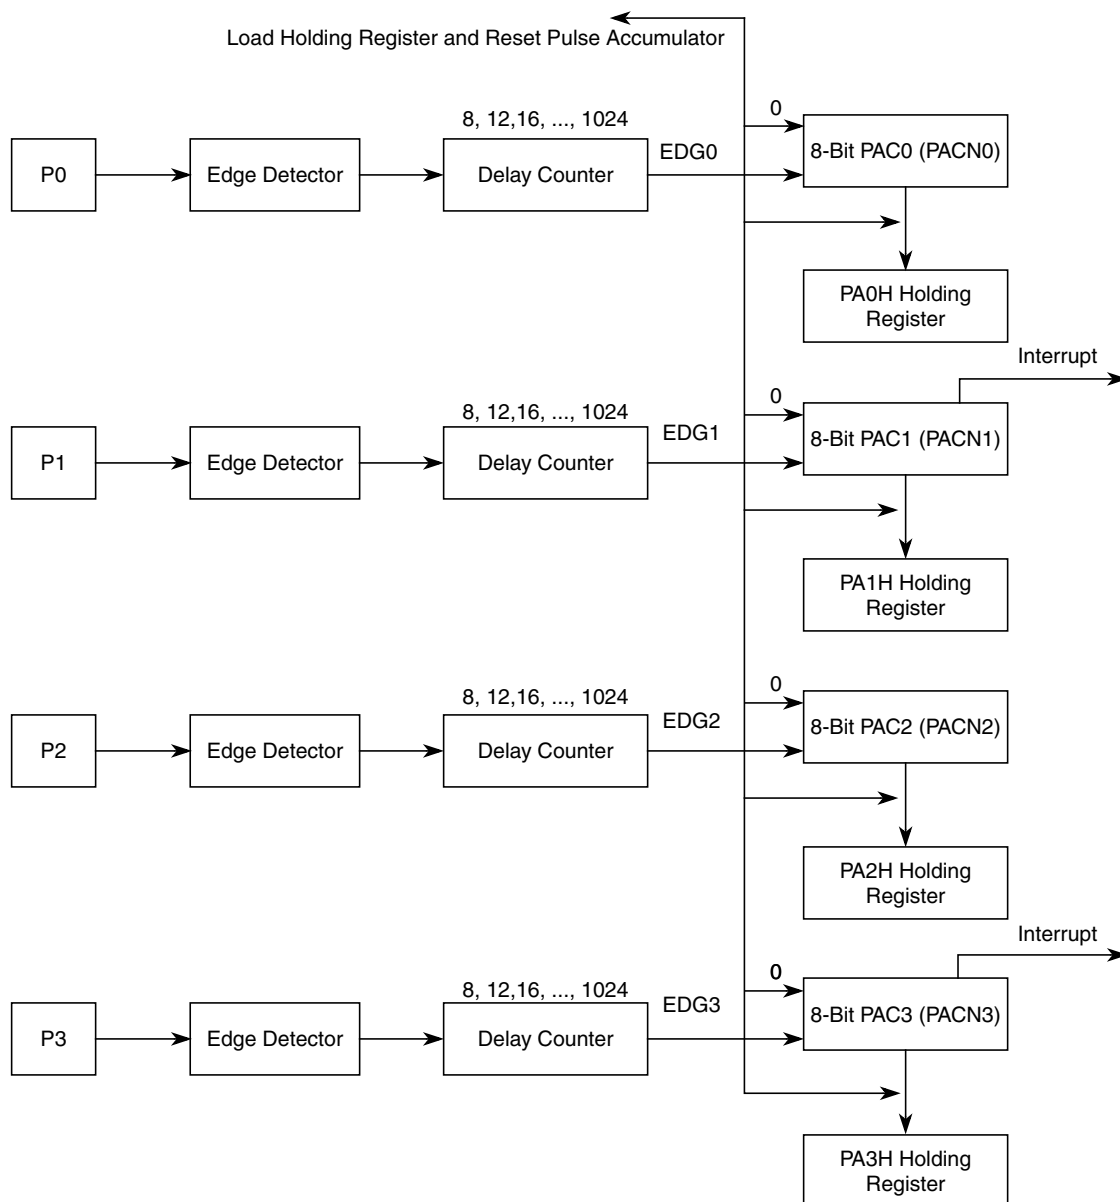 Load Holding Register and Reset Pulse Accumulator
0
8, 12,16, ..., 1024
EDG0
8-Bit PAC0 (PACN0)
P0
Edge Detector
Delay Counter
PA0H Holding
Register
Interrupt
0
8, 12,16, ..., 1024
EDG1
8-Bit PAC1 (PACN1)
P1
Edge Detector
Delay Counter
PA1H Holding
Register
0
8, 12,16, ..., 1024
EDG2
8-Bit PAC2 (PACN2)
P2
Edge Detector
Delay Counter
PA2H Holding
Register
Interrupt
0
8, 12,16, ..., 1024
EDG3
8-Bit PAC3 (PACN3)
P3
Edge Detector
Delay Counter
PA3H Holding
Register